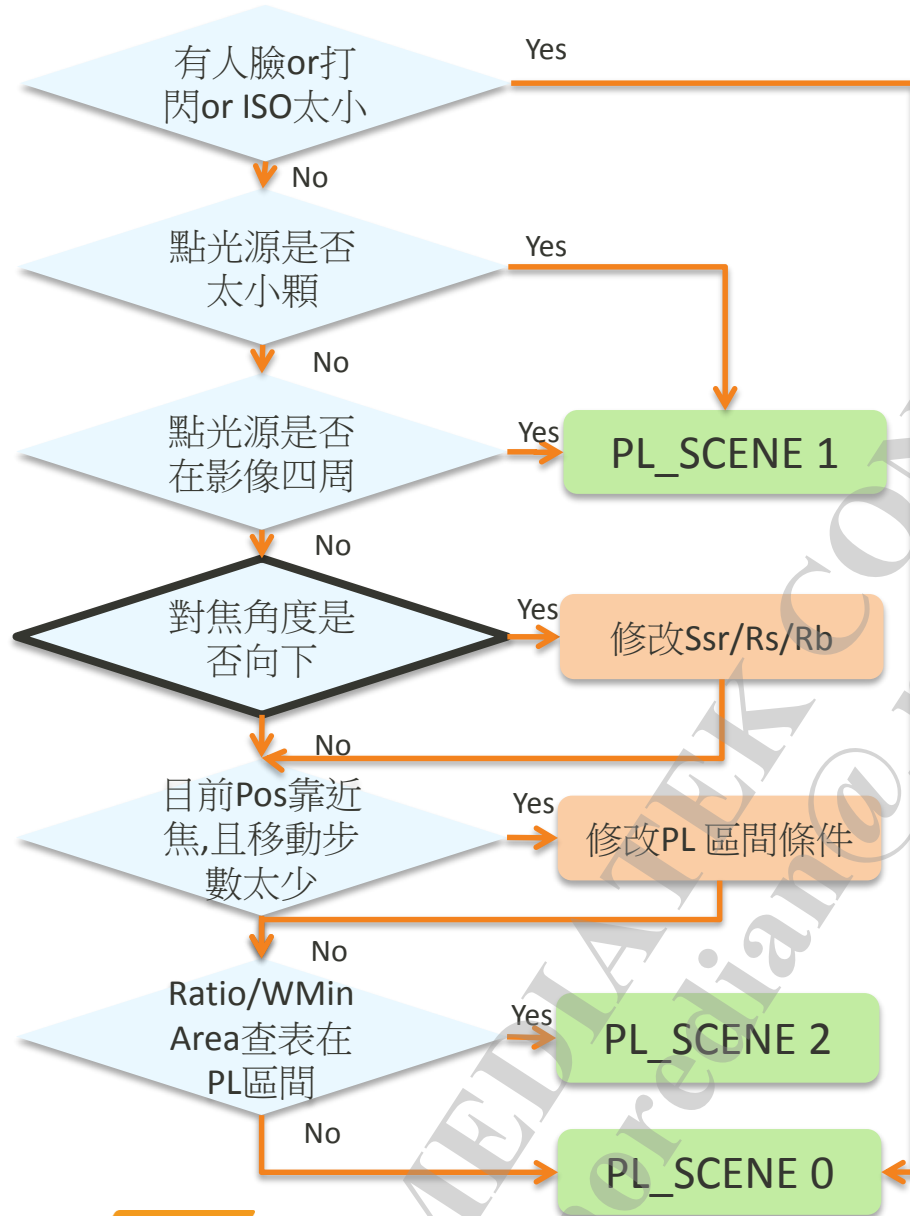 有人臉or打
閃or ISO太小
Yes
No
點光源是否
太小顆
Yes
No
點光源是否
在影像四周
Yes
PL_SCENE 1
No
對焦角度是
否向下
Yes
修改Ssr/Rs/Rb
No
目前Pos靠近
焦,且移動步
數太少
Yes
修改PL 區間條件
No
Ratio/WMin
Area查表在
PL區間
Yes
PL_SCENE 2
No
PL_SCENE 0
MEDIATEK CON